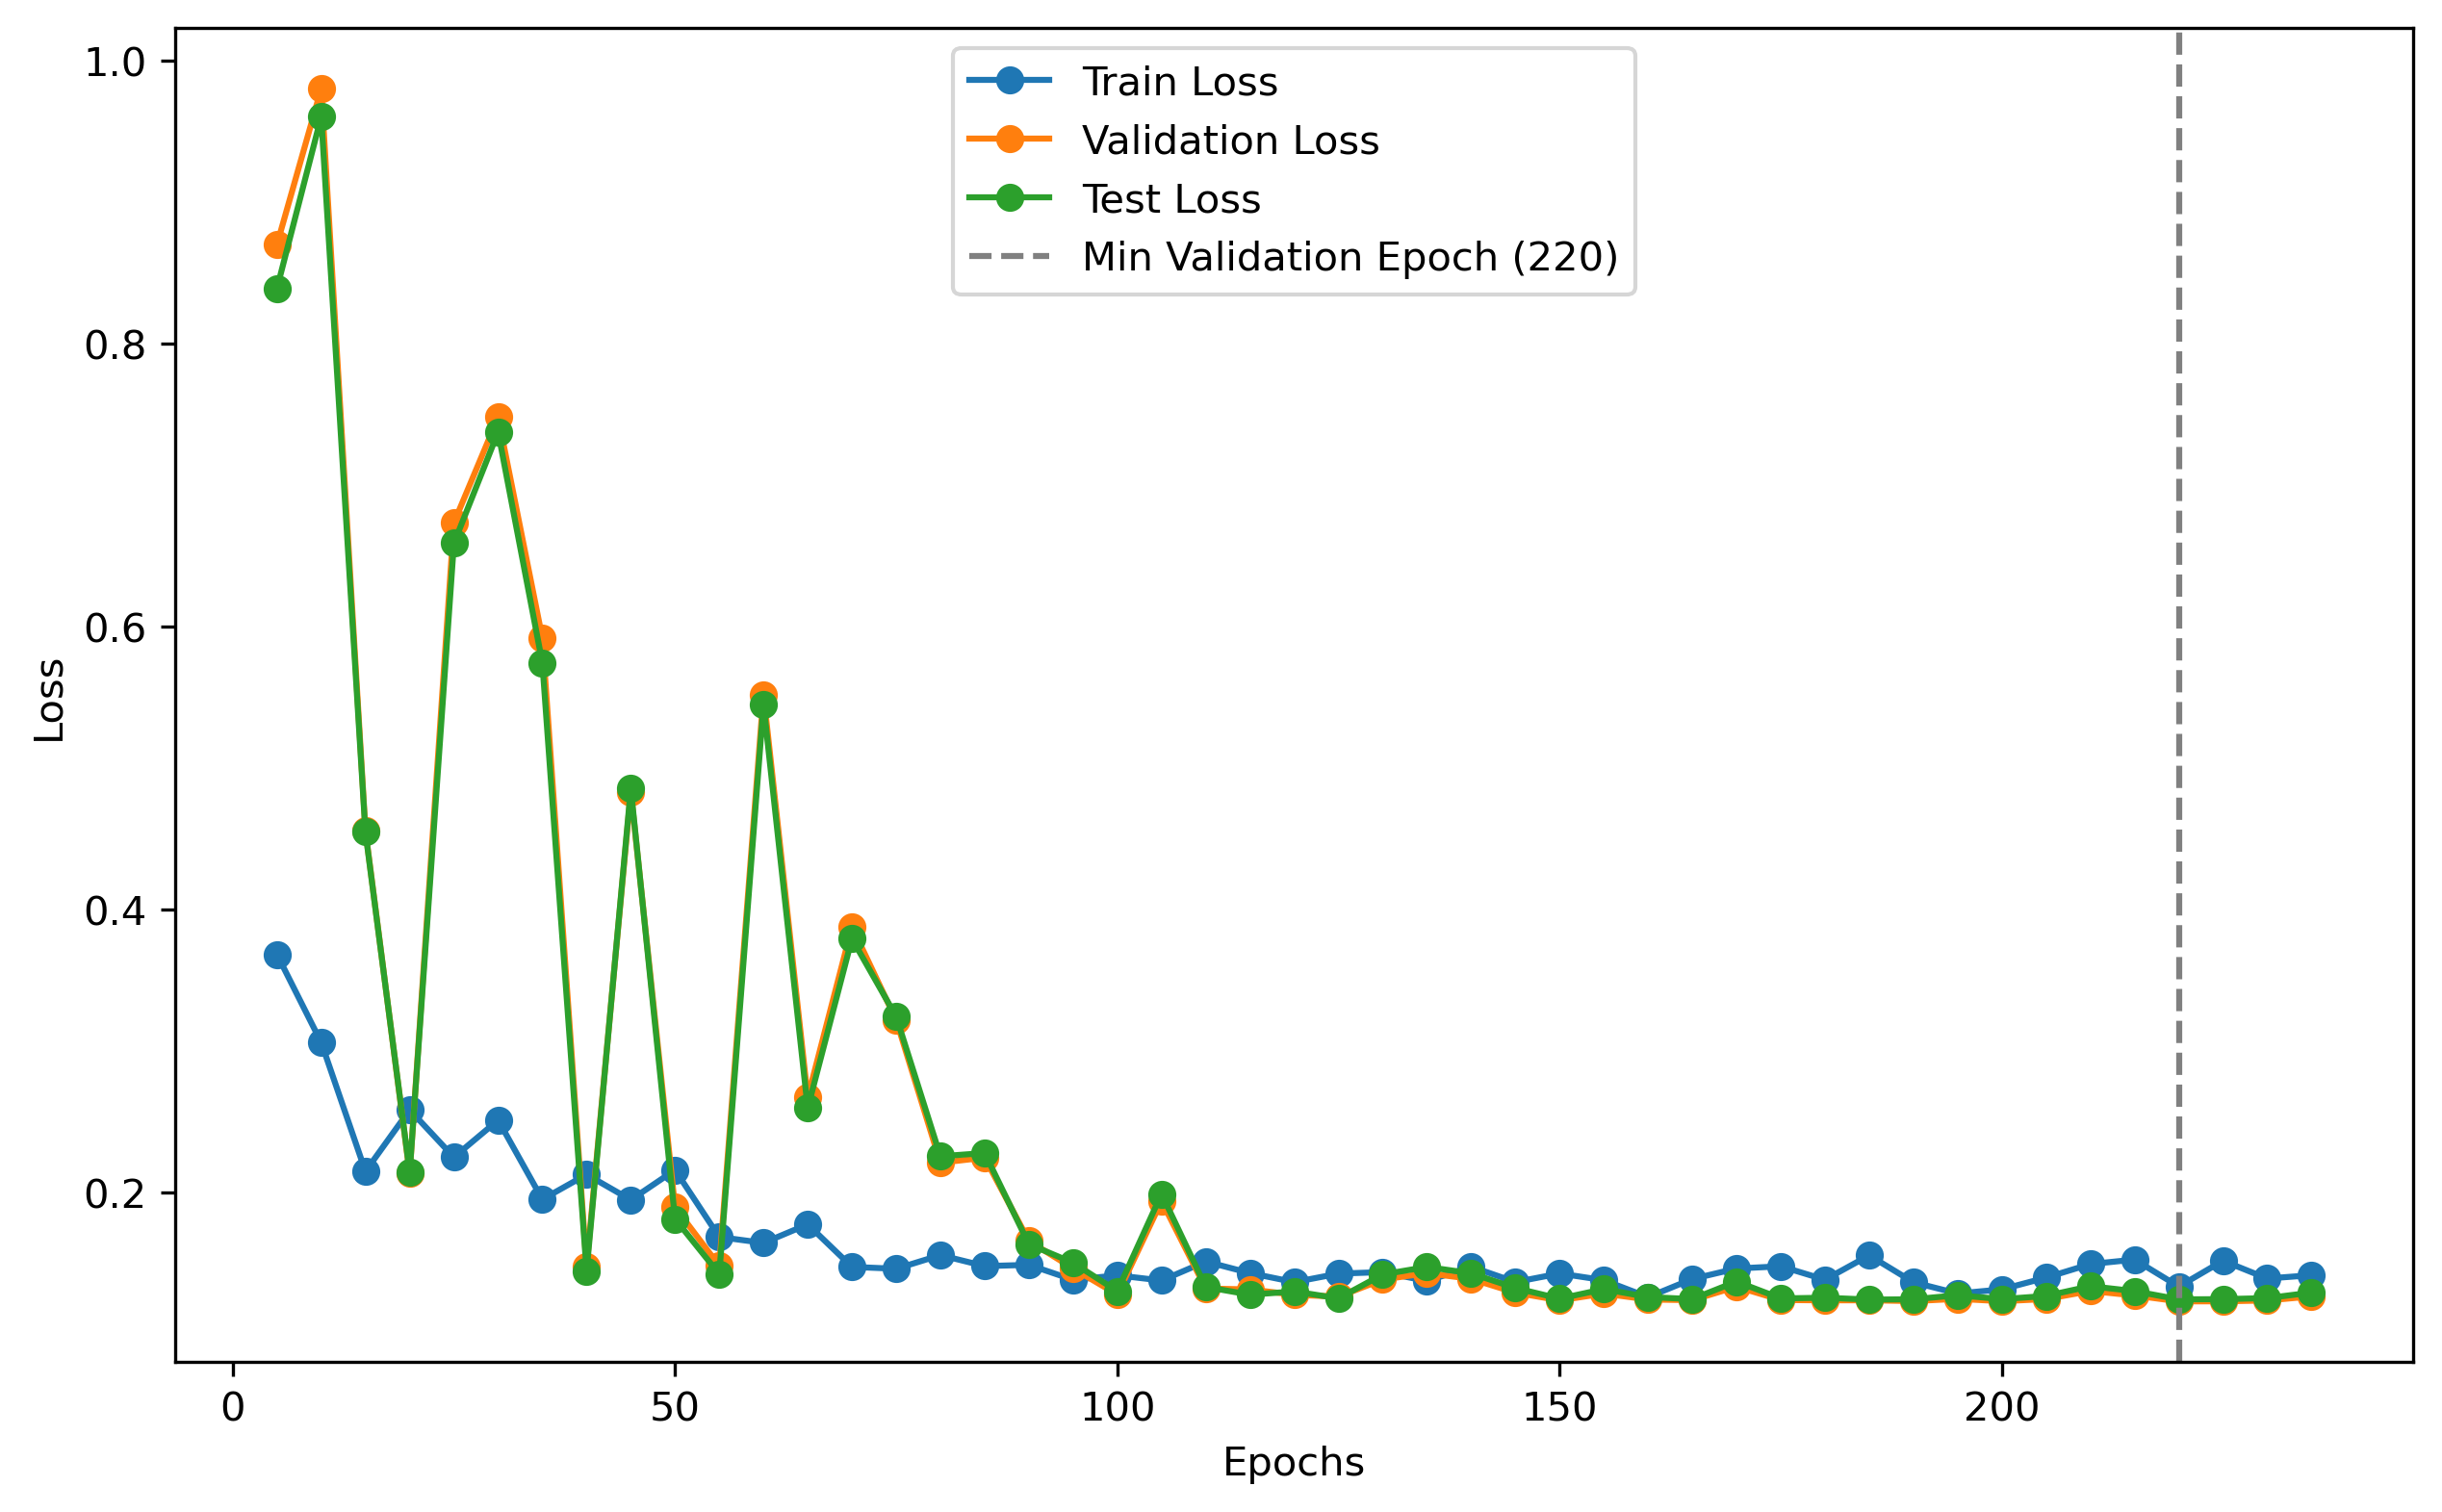 Train Loss
Validation Loss
Test Loss
Min Validation Epoch (220)
1.0
0.8
0.6
0.4
0.2
Loss
0 50 100 150 200
Epochs